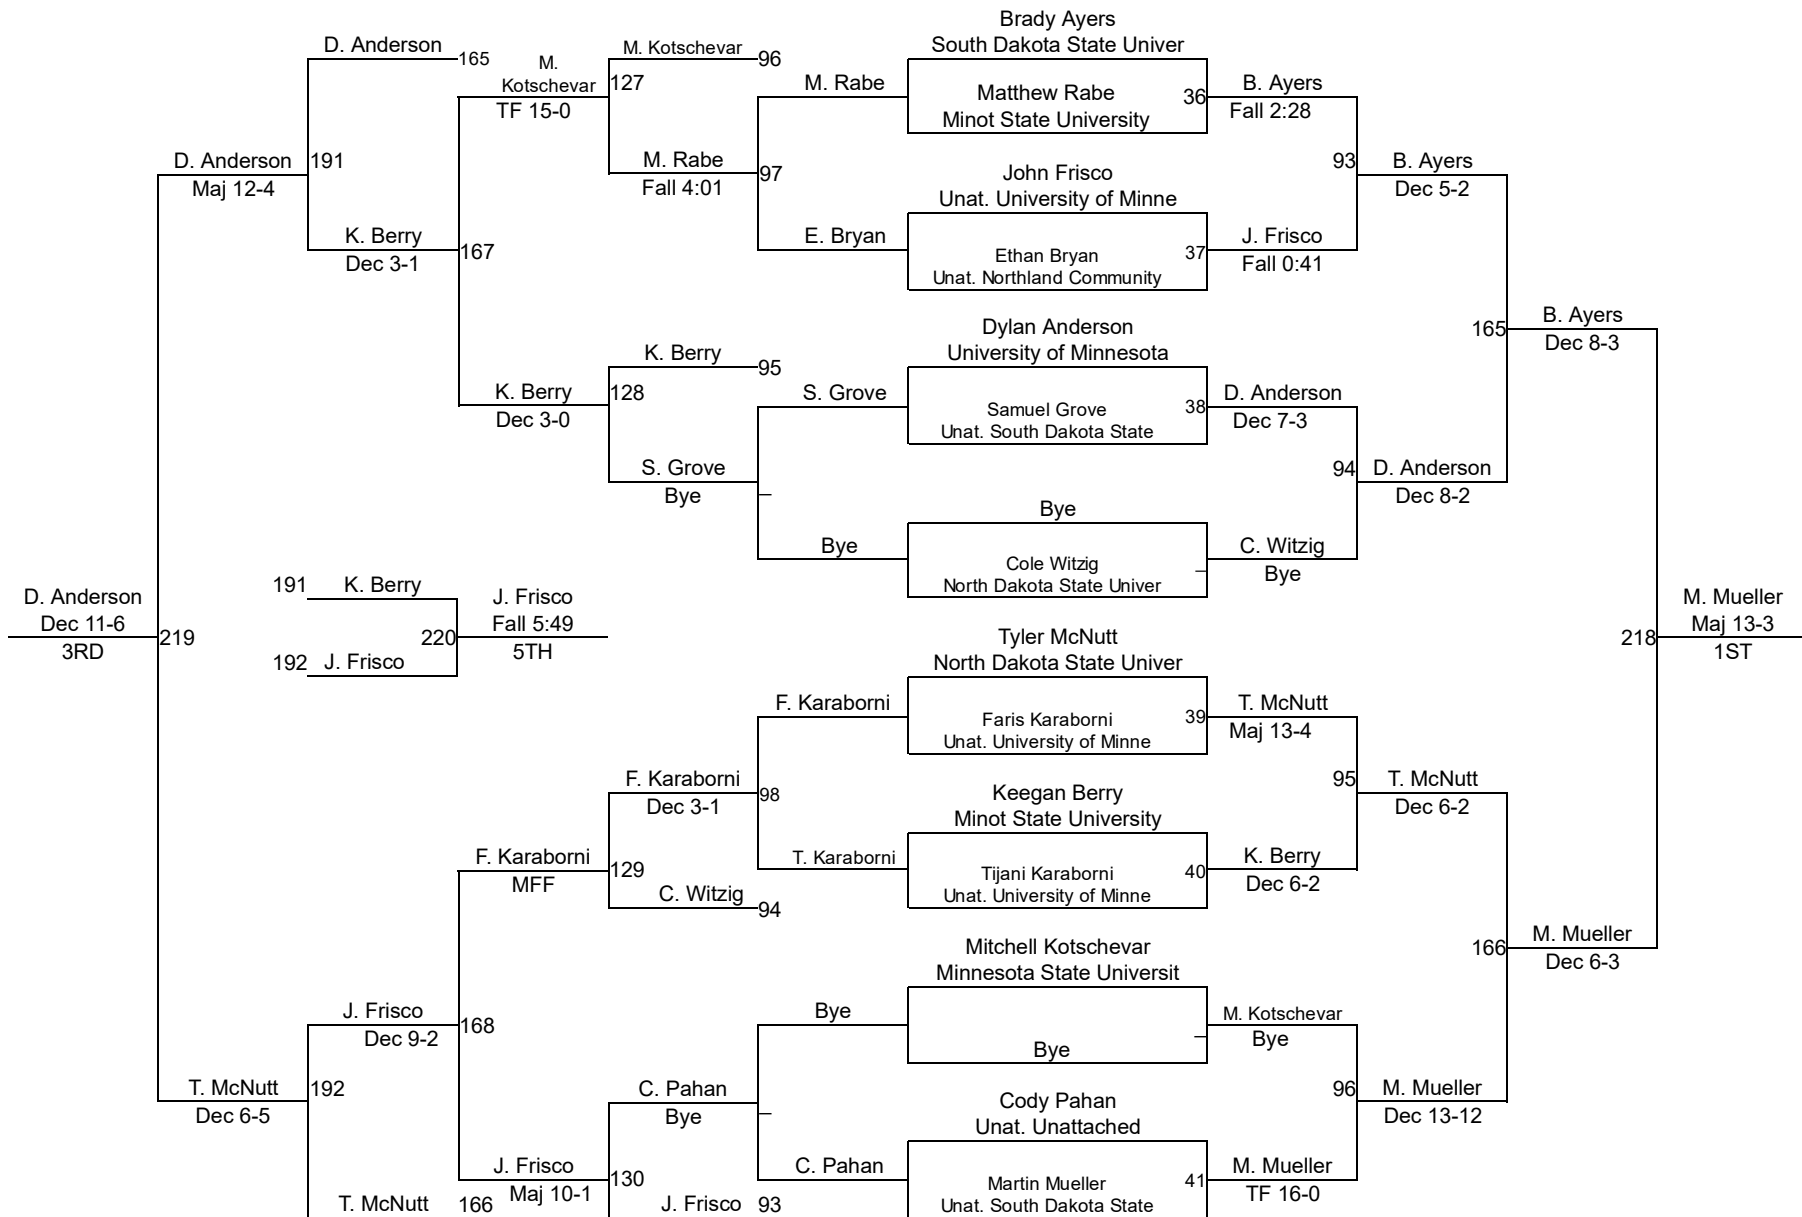 Brady Ayers
South Dakota State Univer
D. Anderson
165
M.
Kotschevar
TF 15-0
M. Kotschevar
96
127
M. Rabe
Matthew Rabe
Minot State University
36
B. Ayers
Fall 2:28
D. Anderson
Maj 12-4
191
M. Rabe
Fall 4:01
97
John Frisco
Unat. University of Minne
93
B. Ayers
Dec 5-2
K. Berry
Dec 3-1
167
E. Bryan
Ethan Bryan
Unat. Northland Community
37
J. Frisco
Fall 0:41
Dylan Anderson
University of Minnesota
165
B. Ayers
Dec 8-3
K. Berry
95
K. Berry
Dec 3-0
128
S. Grove
Samuel Grove
Unat. South Dakota State
38
D. Anderson
Dec 7-3
S. Grove
Bye
–
Bye
94
D. Anderson
Dec 8-2
Bye
Cole Witzig
North Dakota State Univer
–
C. Witzig
Bye
191
K. Berry
D. Anderson
Dec 11-6
3RD
219
192
J. Frisco
220
J. Frisco
Fall 5:49
5TH
218
M. Mueller
Maj 13-3
1ST
Tyler McNutt
North Dakota State Univer
F. Karaborni
Faris Karaborni
Unat. University of Minne
39
T. McNutt
Maj 13-4
F. Karaborni
Dec 3-1
98
Keegan Berry
Minot State University
95
T. McNutt
Dec 6-2
F. Karaborni
MFF
129
T. Karaborni
Tijani Karaborni
Unat. University of Minne
40
K. Berry
Dec 6-2
C. Witzig
94
Mitchell Kotschevar
Minnesota State Universit
166
M. Mueller
Dec 6-3
J. Frisco
Dec 9-2
168
Bye
Bye
–
M. Kotschevar
Bye
T. McNutt
Dec 6-5
192
C. Pahan
Bye
–
Cody Pahan
Unat. Unattached
96
M. Mueller
Dec 13-12
J. Frisco
Maj 10-1
130
C. Pahan
Martin Mueller
Unat. South Dakota State
41
M. Mueller
TF 16-0
T. McNutt
166
J. Frisco
93